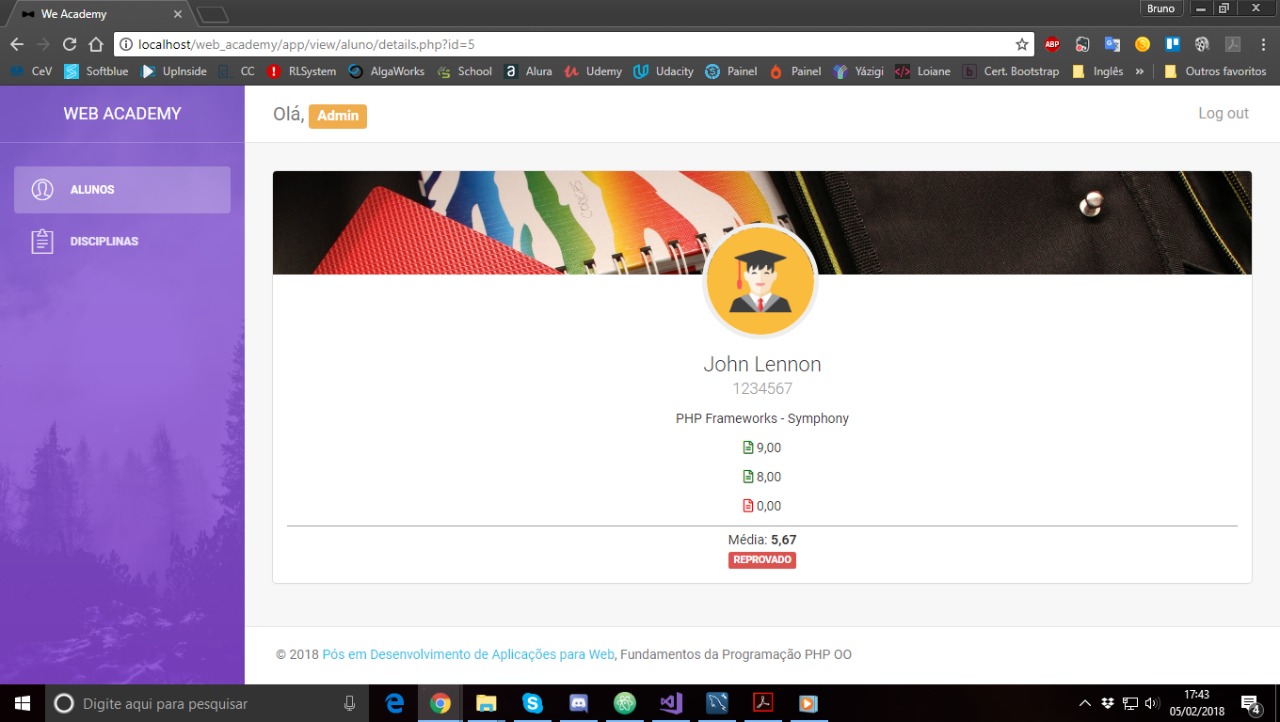 We Academy
Bruno
localhost/web_academy/app/view/aluno/details.php?id=5
ABP
CeV
Softblue
UpInside
CC
RLSystem
AlgaWorks
School
Alura
Udemy
Udacity
Painel
Painel
Yázigi
Loiane
Cert. Bootstrap
Inglês
»
Outros favoritos
WEB ACADEMY
Olá, Admin
Log out
ALUNOS
DISCIPLINAS
John Lennon
1234567
PHP Frameworks - Symphony
9,00
8,00
0,00
Média: 5,67
REPROVADO
© 2018 Pós em Desenvolvimento de Aplicações para Web, Fundamentos da Programação PHP OO
Digite aqui para pesquisar
17:43
05/02/2018
4